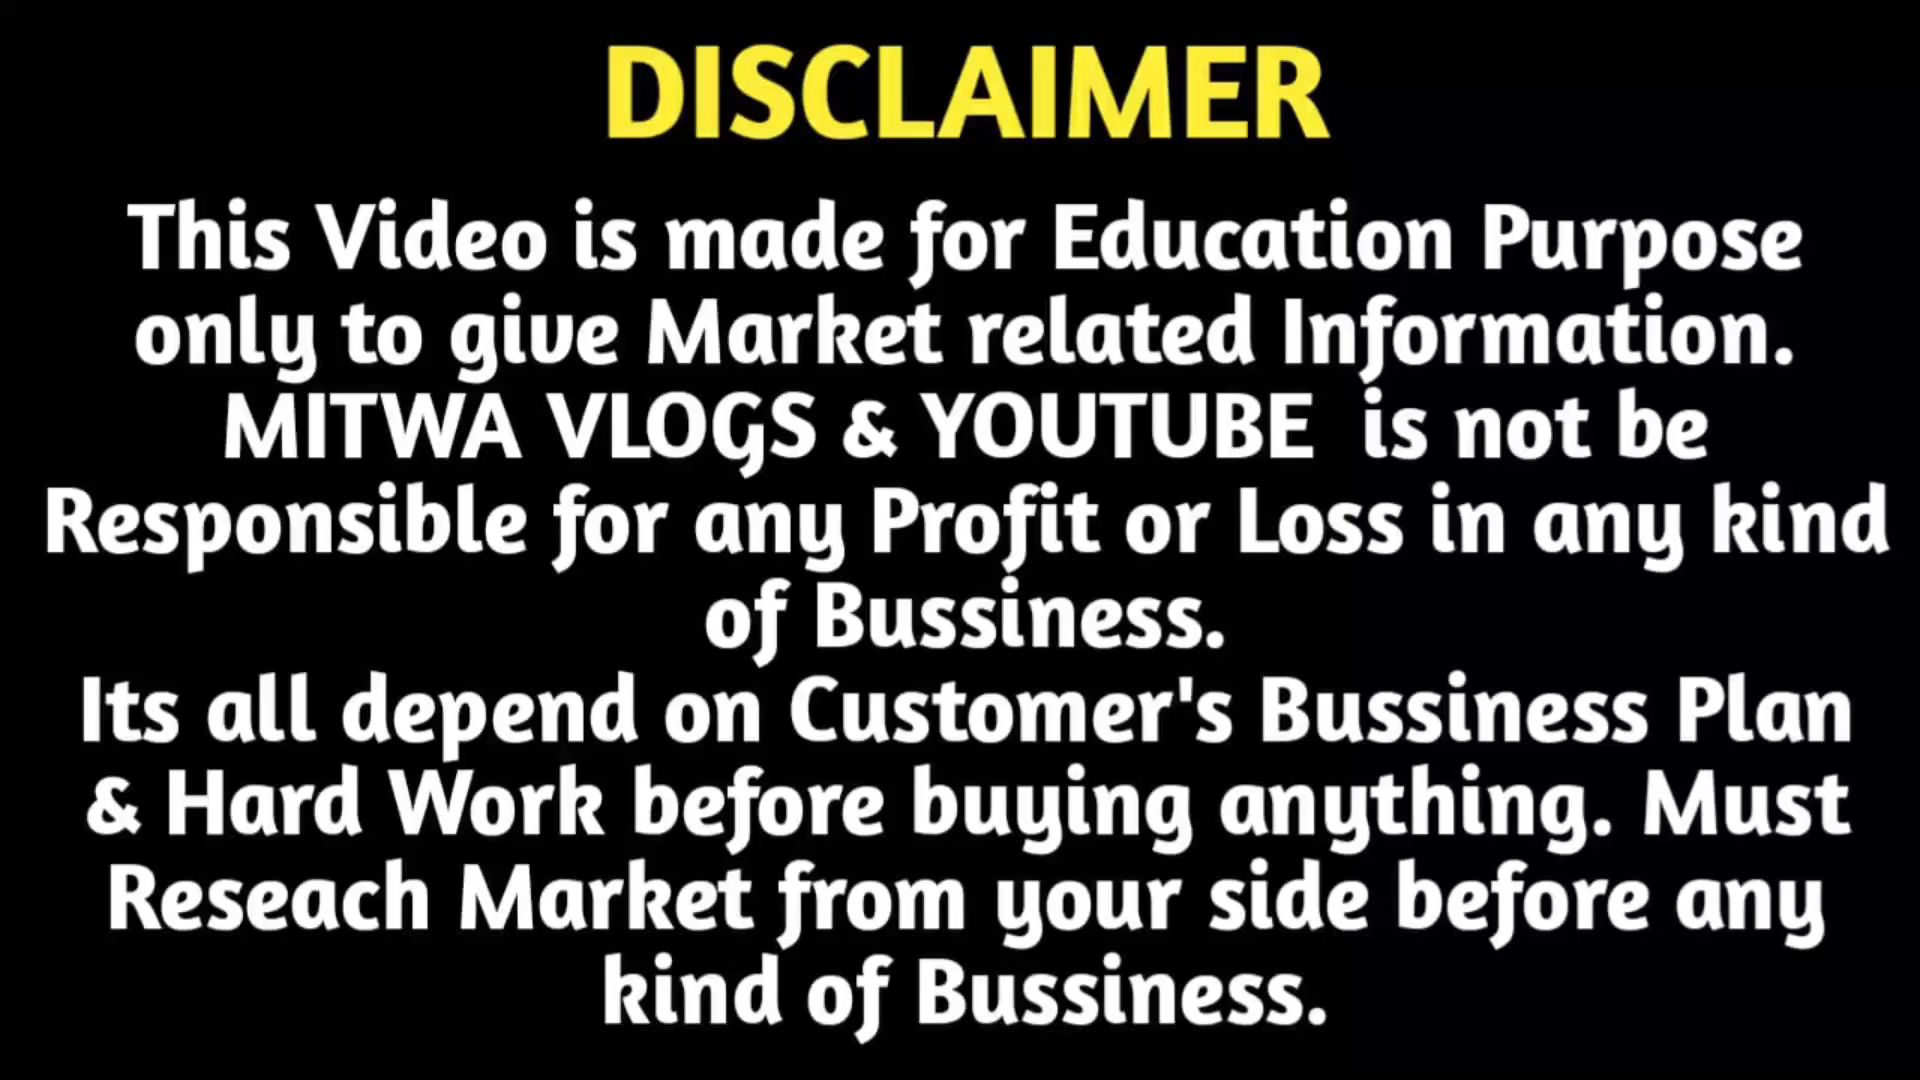 DISCLAIMER
This Video is made for Education Purpose
only to give Market related Information.
MITWA VLOGS & YOUTUBE is not be
Responsible for any Profit or Loss in any kind
of Bussiness.
Its all depend on Customer's Bussiness Plan
& Hard Work before buying anything. Must
Reseach Market from your side before any
kind of Bussiness.